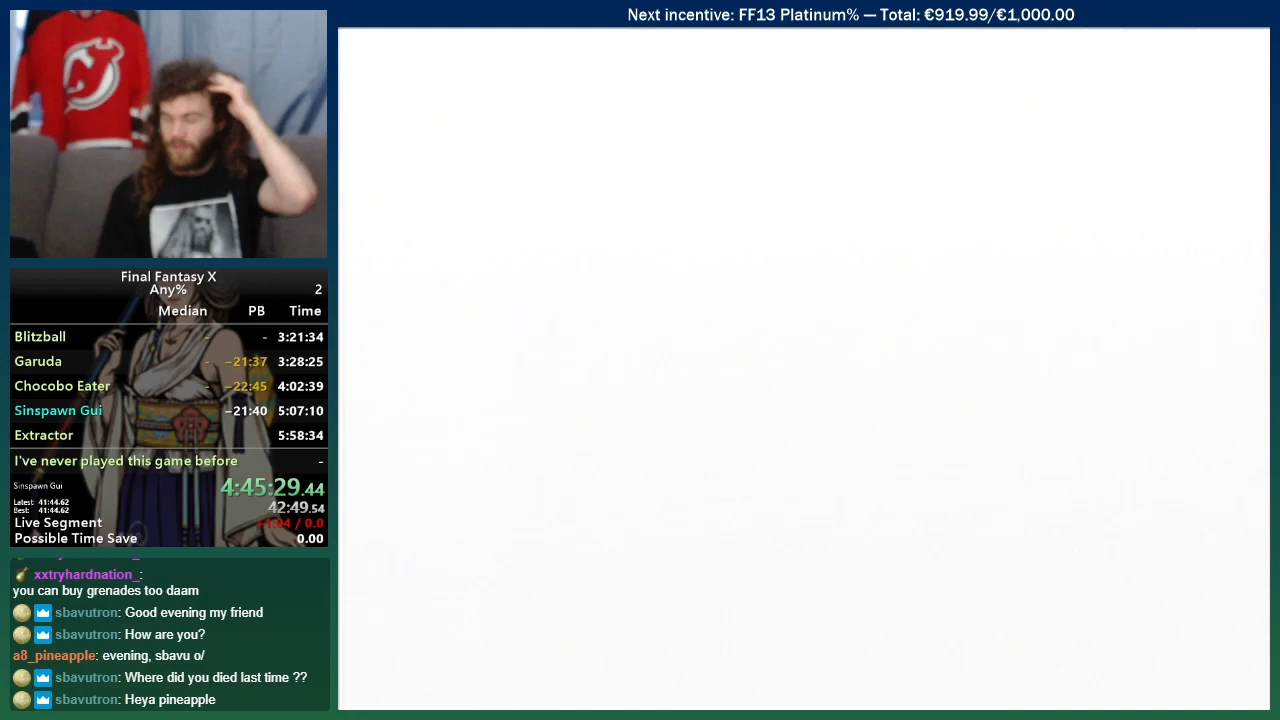 Next incentive: FF13 Platinum% — Total: €919.99/€1,000.00
Final Fantasy X
Any% 2
Median PB Time
Blitzball - - 3:21:34
Garuda - −21:37 3:28:25
Chocobo Eater - −22:45 4:02:39
Sinspawn Gui −21:40 5:07:10
Extractor 5:58:34
I've never played this game before -
Sinspawn Gui 4:45:29.44
Latest: 41:44.62
Best: 41:44.62 42:49.54
Live Segment +1:04 / 0.0
Possible Time Save 0.00
xxtryhardnation_:
you can buy grenades too daam
sbavutron: Good evening my friend
sbavutron: How are you?
a8_pineapple: evening, sbavu o/
sbavutron: Where did you died last time ??
sbavutron: Heya pineapple